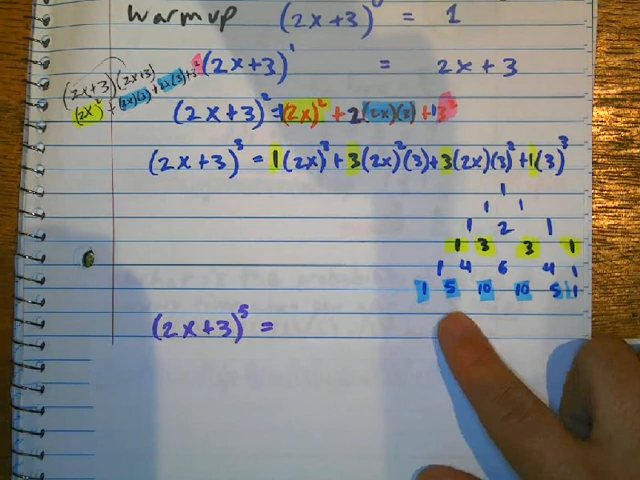 Warmup (2x+3)⁰ = 1
(2x+3)¹ = 2x+3
(2x+3)(2x+3)
(2x)² + (2x)(3) + (2x)(3) + 3²
(2x+3)² = 1(2x)² + 2(2x)(3) + 1·3²
(2x+3)³ = 1(2x)³ + 3(2x)²(3) + 3(2x)(3)² + 1(3)³
1
1 1
1 2 1
1 3 3 1
1 4 6 4 1
1 5 10 10 5 1
(2x+3)⁵ =